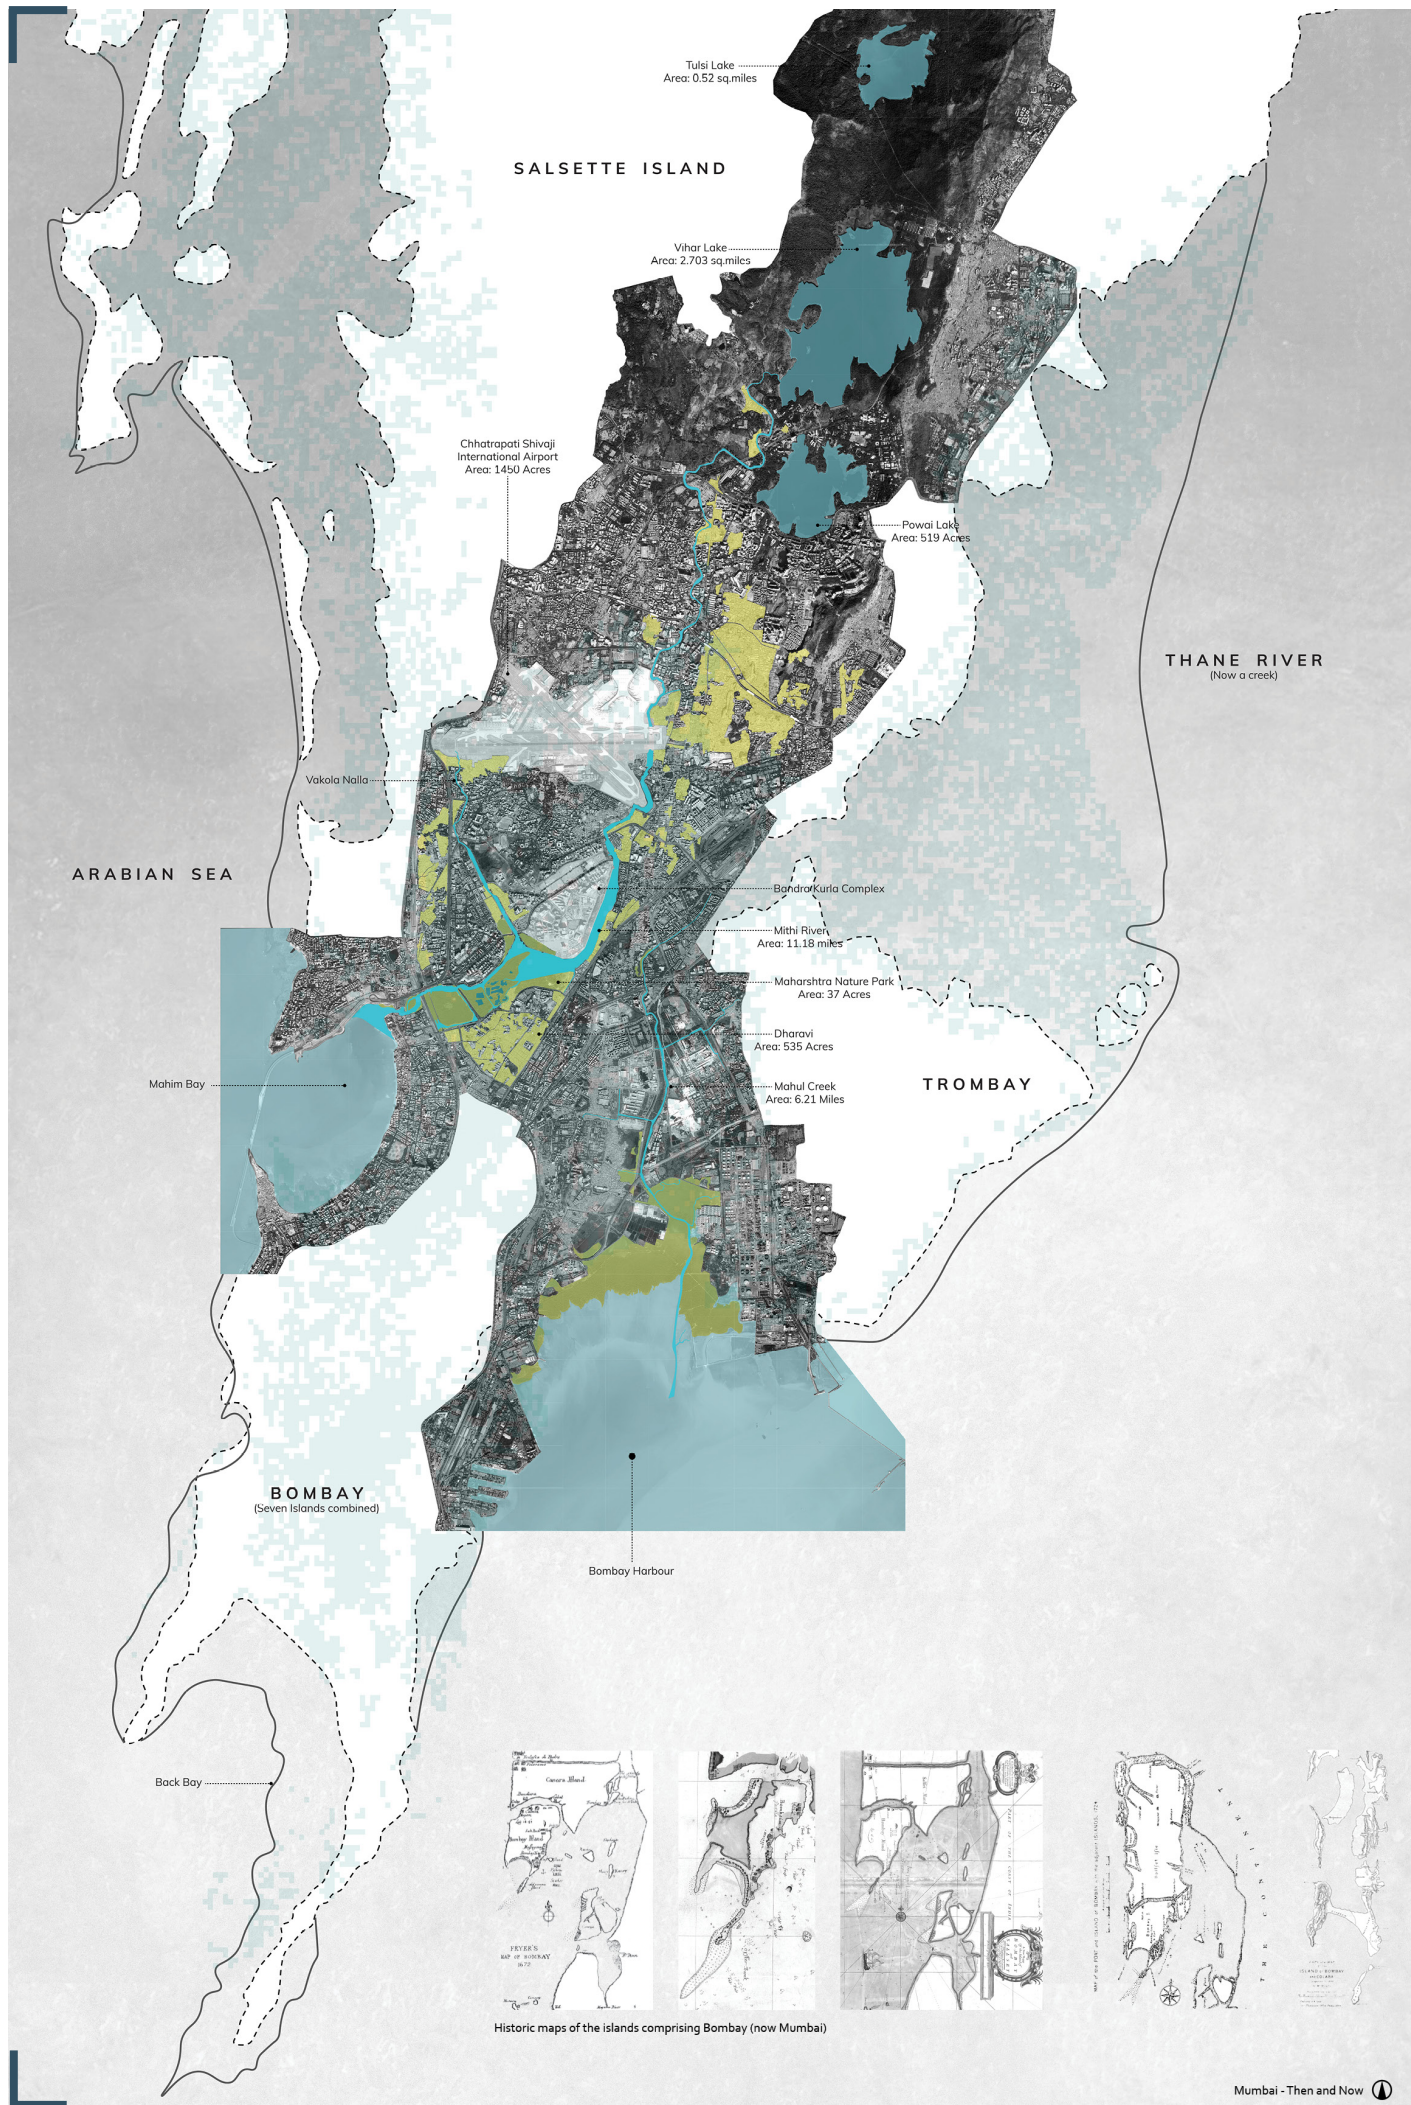 Tulsi Lake
Area: 0.52 sq.miles
SALSETTE ISLAND
Vihar Lake
Area: 2.703 sq.miles
Chhatrapati Shivaji
International Airport
Area: 1450 Acres
Powai Lake
Area: 519 Acres
THANE RIVER
(Now a creek)
Vakola Nalla
ARABIAN SEA
Bandra Kurla Complex
Mithi River
Area: 11.18 miles
Maharshtra Nature Park
Area: 37 Acres
Dharavi
Area: 535 Acres
Mahim Bay
Mahul Creek
Area: 6.21 Miles
TROMBAY
BOMBAY
(Seven Islands combined)
Bombay Harbour
Back Bay
FRYER'S
MAP OF BOMBAY
1672
ISLAND of BOMBAY
Historic maps of the islands comprising Bombay (now Mumbai)
Mumbai - Then and Now